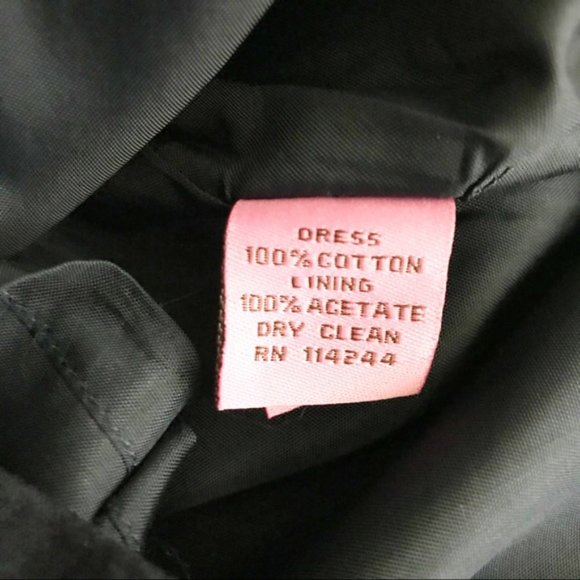 DRESS
100% COTTON
LINING
100% ACETATE
DRY CLEAN
RN 114244